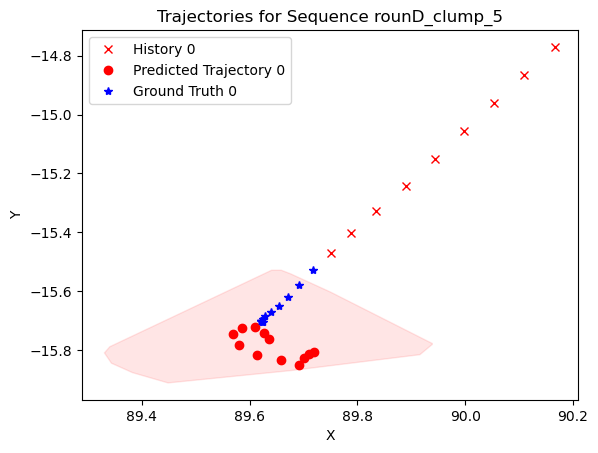 Trajectories for Sequence rounD_clump_5
History 0
Predicted Trajectory 0
Ground Truth 0
−14.8
−15.0
−15.2
−15.4
−15.6
−15.8
Y
89.4 89.6 89.8 90.0 90.2
X